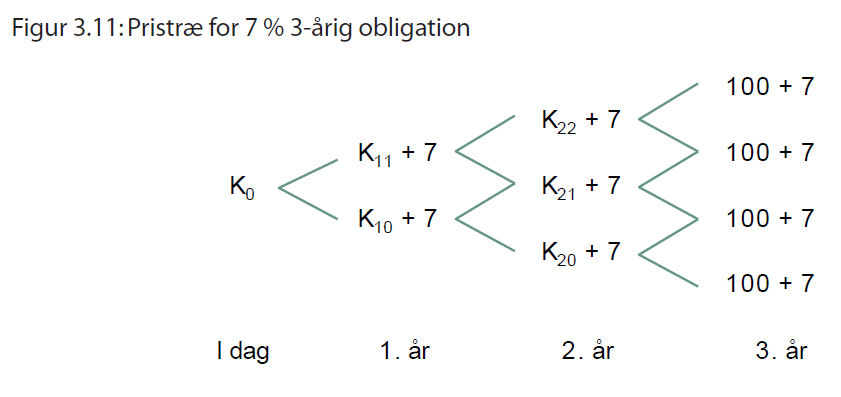 Figur 3.11: Pristræ for 7 % 3-årig obligation
100 + 7
K22 + 7
K11 + 7
100 + 7
K0
K21 + 7
K10 + 7
100 + 7
K20 + 7
100 + 7
I dag 1. år 2. år 3. år